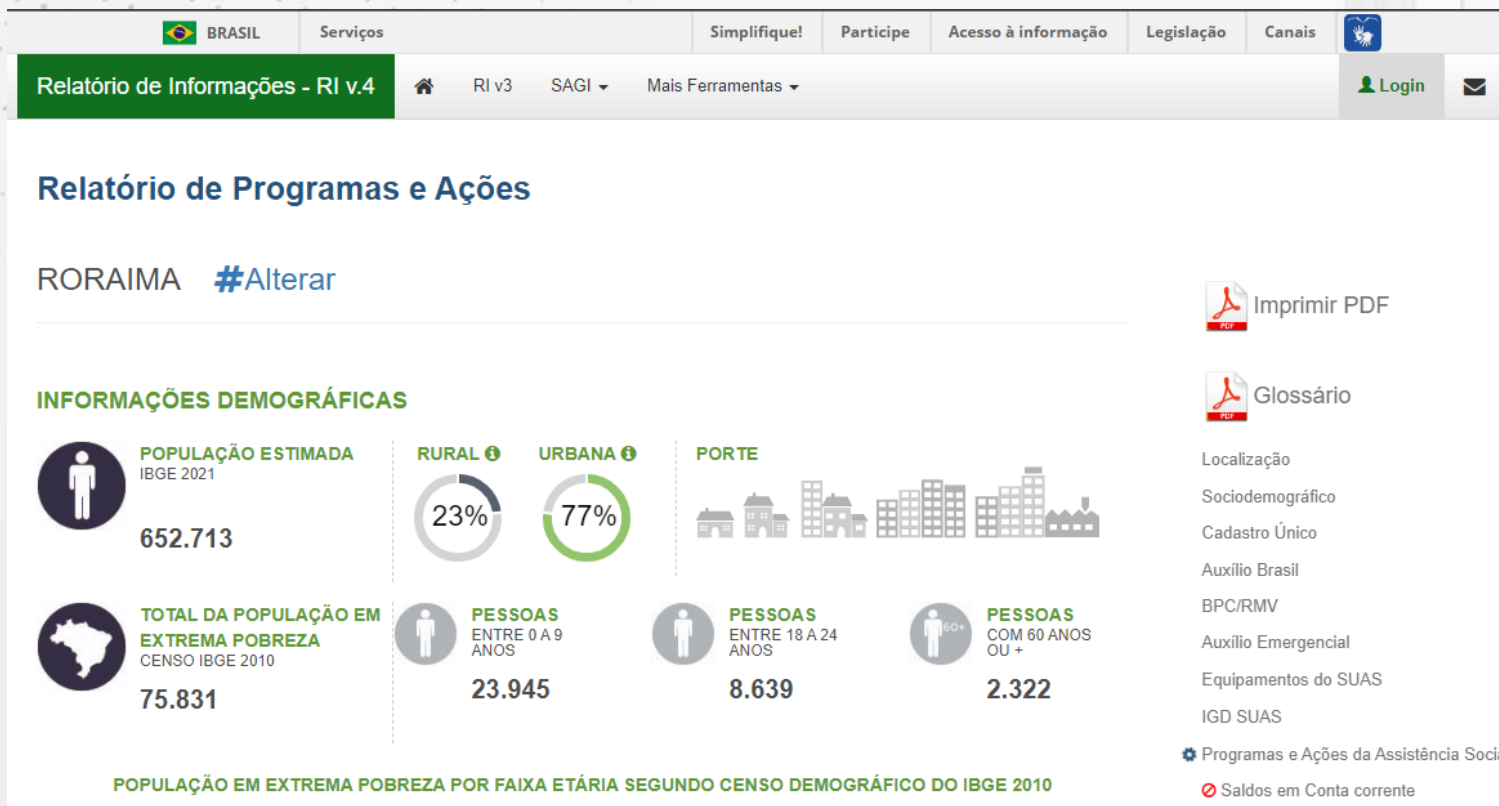 BRASIL Serviços Simplifique! Participe Acesso à informação Legislação Canais
Relatório de Informações - RI v.4 RI v3 SAGI Mais Ferramentas Login
Relatório de Programas e Ações
RORAIMA #Alterar
Imprimir PDF
PDF
Glossário
PDF
INFORMAÇÕES DEMOGRÁFICAS
POPULAÇÃO ESTIMADA
IBGE 2021
652.713
RURAL
23%
URBANA
77%
PORTE
TOTAL DA POPULAÇÃO EM
EXTREMA POBREZA
CENSO IBGE 2010
75.831
PESSOAS
ENTRE 0 A 9
ANOS
23.945
PESSOAS
ENTRE 18 A 24
ANOS
8.639
60+
PESSOAS
COM 60 ANOS
OU +
2.322
POPULAÇÃO EM EXTREMA POBREZA POR FAIXA ETÁRIA SEGUNDO CENSO DEMOGRÁFICO DO IBGE 2010
Localização
Sociodemográfico
Cadastro Único
Auxílio Brasil
BPC/RMV
Auxílio Emergencial
Equipamentos do SUAS
IGD SUAS
Programas e Ações da Assistência Socia
Saldos em Conta corrente